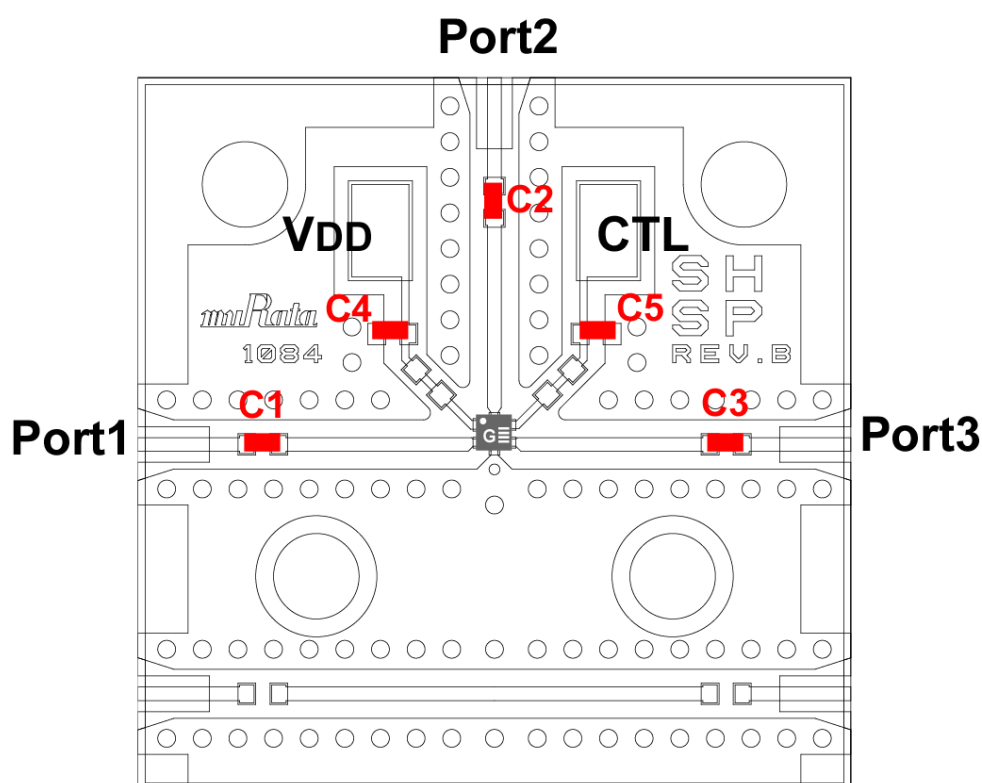 Port2
C2
VDD
CTL
SH
C4
C5
muRata
SP
1084
REV.B
C1
C3
Port1
G
Port3